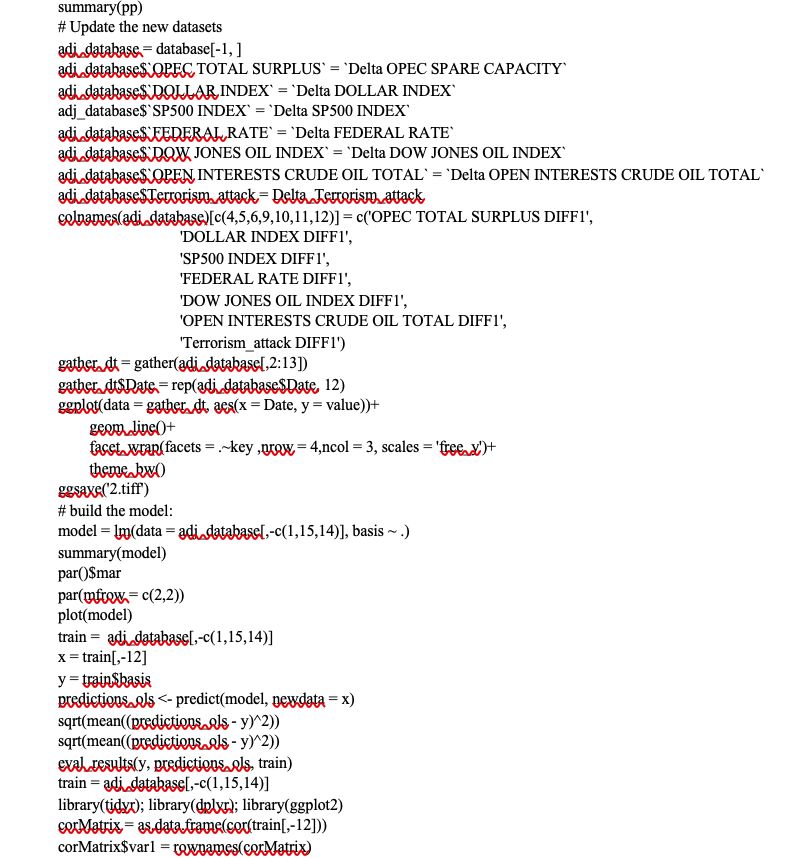 summary(pp)
# Update the new datasets
adj_database = database[-1, ]
adj_database$`OPEC TOTAL SURPLUS` = `Delta OPEC SPARE CAPACITY`
adj_database$`DOLLAR INDEX` = `Delta DOLLAR INDEX`
adj_database$`SP500 INDEX` = `Delta SP500 INDEX`
adj_database$`FEDERAL RATE` = `Delta FEDERAL RATE`
adj_database$`DOW JONES OIL INDEX` = `Delta DOW JONES OIL INDEX`
adj_database$`OPEN INTERESTS CRUDE OIL TOTAL` = `Delta OPEN INTERESTS CRUDE OIL TOTAL`
adj_database$Terrorism_attack = Delta_Terrorism_attack
colnames(adj_database)[c(4,5,6,9,10,11,12)] = c('OPEC TOTAL SURPLUS DIFF1',
'DOLLAR INDEX DIFF1',
'SP500 INDEX DIFF1',
'FEDERAL RATE DIFF1',
'DOW JONES OIL INDEX DIFF1',
'OPEN INTERESTS CRUDE OIL TOTAL DIFF1',
'Terrorism_attack DIFF1')
gather_dt = gather(adj_database[,2:13])
gather_dt$Date = rep(adj_database$Date, 12)
ggplot(data = gather_dt, aes(x = Date, y = value))+
geom_line()+
facet_wrap(facets = .~key ,nrow = 4,ncol = 3, scales = 'free_y')+
theme_bw()
ggsave('2.tiff')
# build the model:
model = lm(data = adj_database[,-c(1,15,14)], basis ~ .)
summary(model)
par()$mar
par(mfrow = c(2,2))
plot(model)
train =  adj_database[,-c(1,15,14)]
x = train[,-12]
y = train$basis
predictions_ols <- predict(model, newdata = x)
sqrt(mean((predictions_ols - y)^2))
sqrt(mean((predictions_ols - y)^2))
eval_results(y, predictions_ols, train)
train = adj_database[,-c(1,15,14)]
library(tidyr); library(dplyr); library(ggplot2)
corMatrix = as.data.frame(cor(train[,-12]))
corMatrix$var1 = rownames(corMatrix)